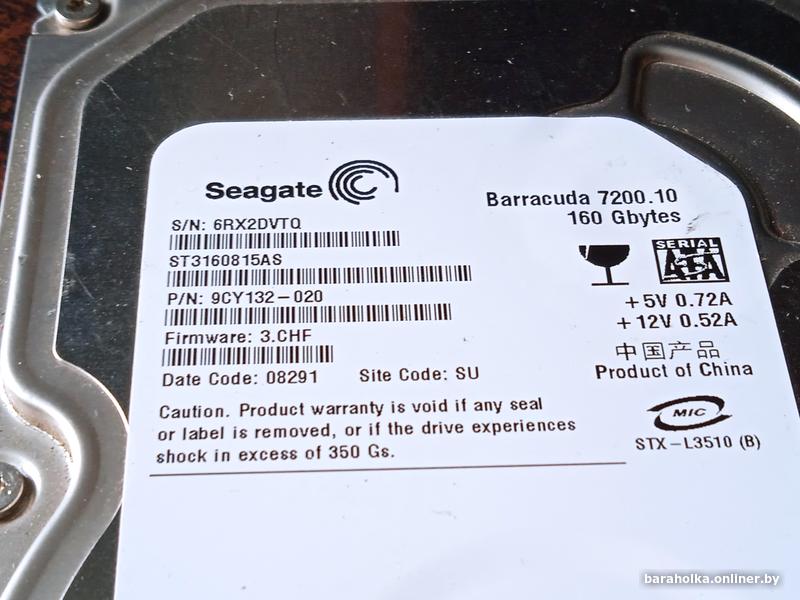 Seagate
S/N: 6RX2DVTQ
ST3160815AS
P/N: 9CY132-020
Firmware: 3.CHF
Date Code: 08291 Site Code: SU
Caution. Product warranty is void if any seal
or label is removed, or if the drive experiences
shock in excess of 350 Gs.
Barracuda 7200.10
160 Gbytes
SERIAL
ATA
+5V 0.72A
+12V 0.52A
中国产品
Product of China
MIC
STX-L3510 (B)
baraholka.onliner.by